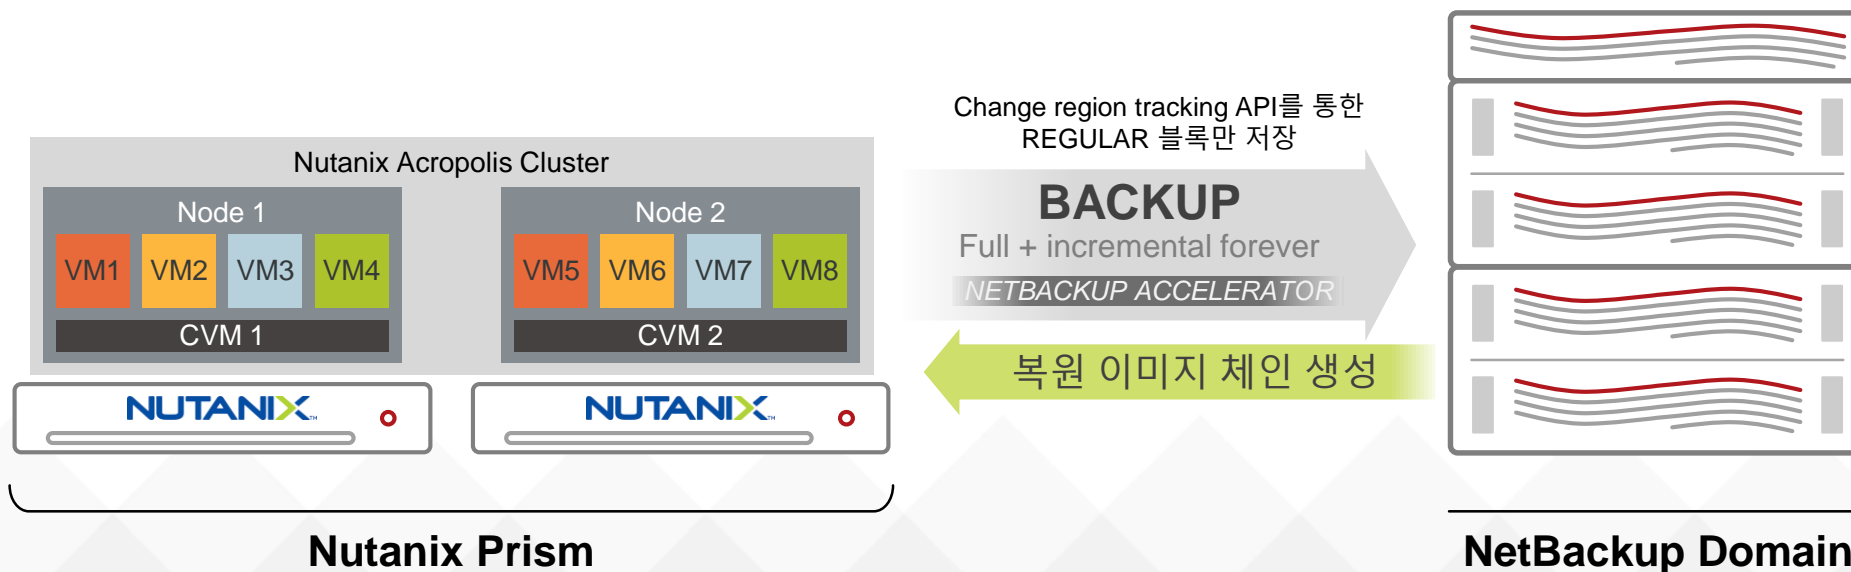 Change region tracking API를 통한
REGULAR 블록만 저장
Nutanix Acropolis Cluster
Node 1
Node 2
VM1 VM2 VM3 VM4
VM5 VM6 VM7 VM8
CVM 1
CVM 2
BACKUP
Full + incremental forever
NETBACKUP ACCELERATOR
복원 이미지 체인 생성
NUTANIX™
NUTANIX™
Nutanix Prism
NetBackup Domain